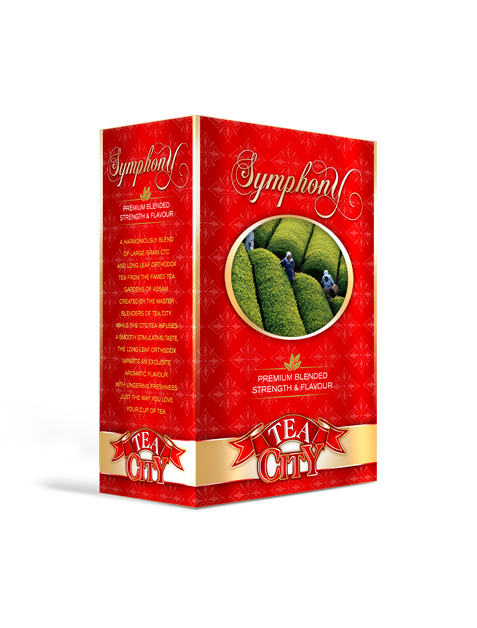 Symphony
PREMIUM BLENDED
STRENGTH & FLAVOUR
A HARMONIOUSLY BLEND
OF LARGE GRAIN CTC
AND LONG LEAF ORTHODOX
TEA FROM THE FAMED TEA
GARDENS OF ASSAM
CREATED BY THE MASTER
BLENDERS OF TEA CITY
WHILE THE CTC TEA INFUSES
A SMOOTH STIMULATING TASTE,
THE LONG LEAF ORTHODOX
IMPARTS AN EXQUISITE
AROMATIC FLAVOUR
WITH LINGERING FRESHNESS
JUST THE WAY YOU LOVE
YOUR CUP OF TEA
TEA
CITY
Symphony
PREMIUM BLENDED
STRENGTH & FLAVOUR
TEA
CITY